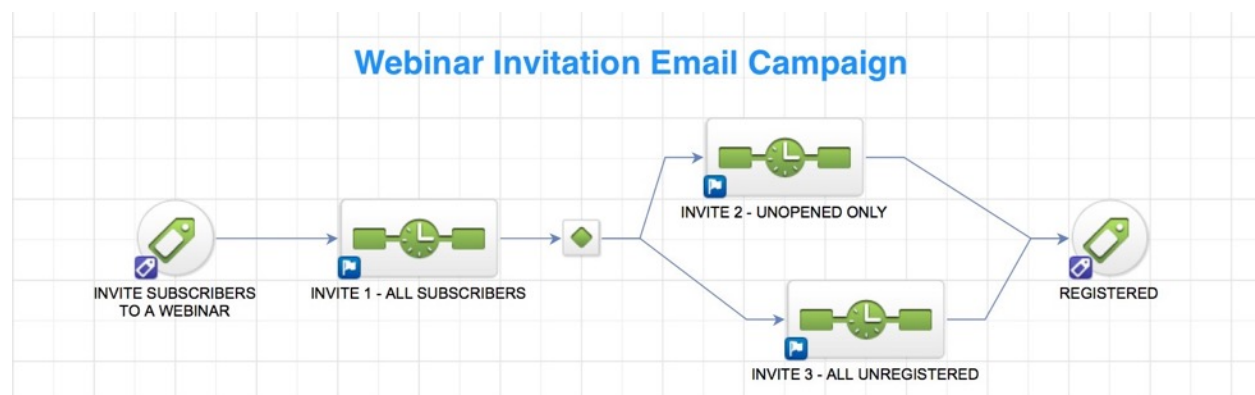 Webinar Invitation Email Campaign
INVITE SUBSCRIBERS
TO A WEBINAR
INVITE 1 - ALL SUBSCRIBERS
INVITE 2 - UNOPENED ONLY
INVITE 3 - ALL UNREGISTERED
REGISTERED